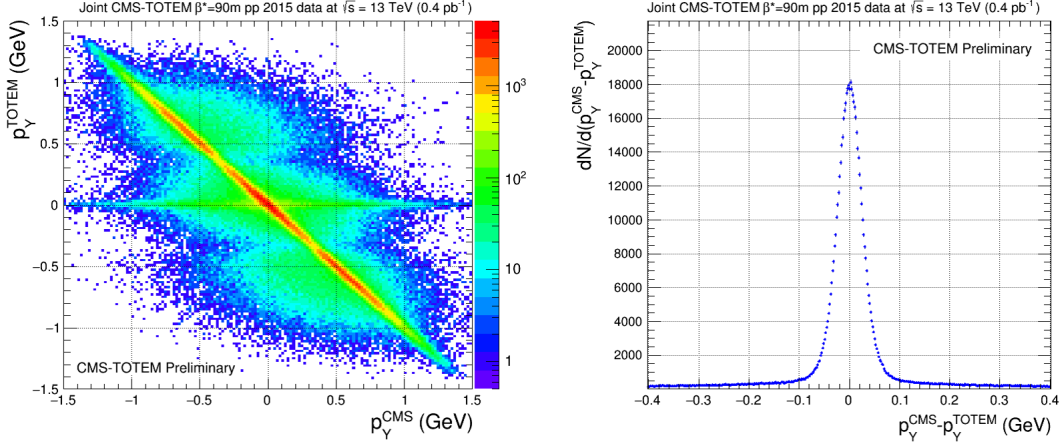 Joint CMS-TOTEM β*=90m pp 2015 data at √s = 13 TeV (0.4 pb⁻¹)
p_Y^TOTEM (GeV)
1.5
1
0.5
0
−0.5
−1
−1.5
−1.5 −1 −0.5 0 0.5 1 1.5
p_Y^CMS (GeV)
CMS-TOTEM Preliminary
10³
10²
10
1
Joint CMS-TOTEM β*=90m pp 2015 data at √s = 13 TeV (0.4 pb⁻¹)
dN/d(p_Y^CMS-p_Y^TOTEM)
CMS-TOTEM Preliminary
20000
18000
16000
14000
12000
10000
8000
6000
4000
2000
−0.4 −0.3 −0.2 −0.1 0 0.1 0.2 0.3 0.4
p_Y^CMS-p_Y^TOTEM (GeV)